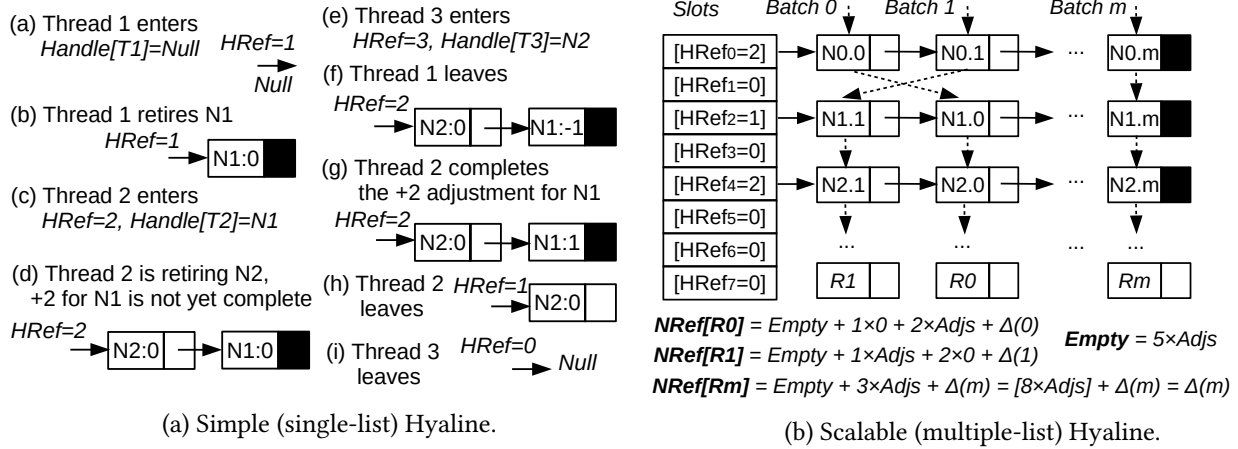 (a) Thread 1 enters
Handle[T1]=Null
HRef=1
Null
(b) Thread 1 retires N1
HRef=1
N1:0
(c) Thread 2 enters
HRef=2, Handle[T2]=N1
(d) Thread 2 is retiring N2,
+2 for N1 is not yet complete
HRef=2
N2:0 N1:0
(e) Thread 3 enters
HRef=3, Handle[T3]=N2
(f) Thread 1 leaves
HRef=2
N2:0 N1:-1
(g) Thread 2 completes
the +2 adjustment for N1
HRef=2
N2:0 N1:1
(h) Thread 2
leaves
HRef=1
N2:0
(i) Thread 3
leaves
HRef=0
Null
(a) Simple (single-list) Hyaline.
Slots Batch 0 Batch 1 Batch m
[HRef0=2] N0.0 N0.1 ... N0.m
[HRef1=0]
[HRef2=1] N1.1 N1.0 ... N1.m
[HRef3=0]
[HRef4=2] N2.1 N2.0 ... N2.m
[HRef5=0]
[HRef6=0] ... ... ... ...
[HRef7=0] R1 R0 Rm
NRef[R0] = Empty + 1×0 + 2×Adjs + Δ(0)
NRef[R1] = Empty + 1×Adjs + 2×0 + Δ(1)
Empty = 5×Adjs
NRef[Rm] = Empty + 3×Adjs + Δ(m) = [8×Adjs] + Δ(m) = Δ(m)
(b) Scalable (multiple-list) Hyaline.